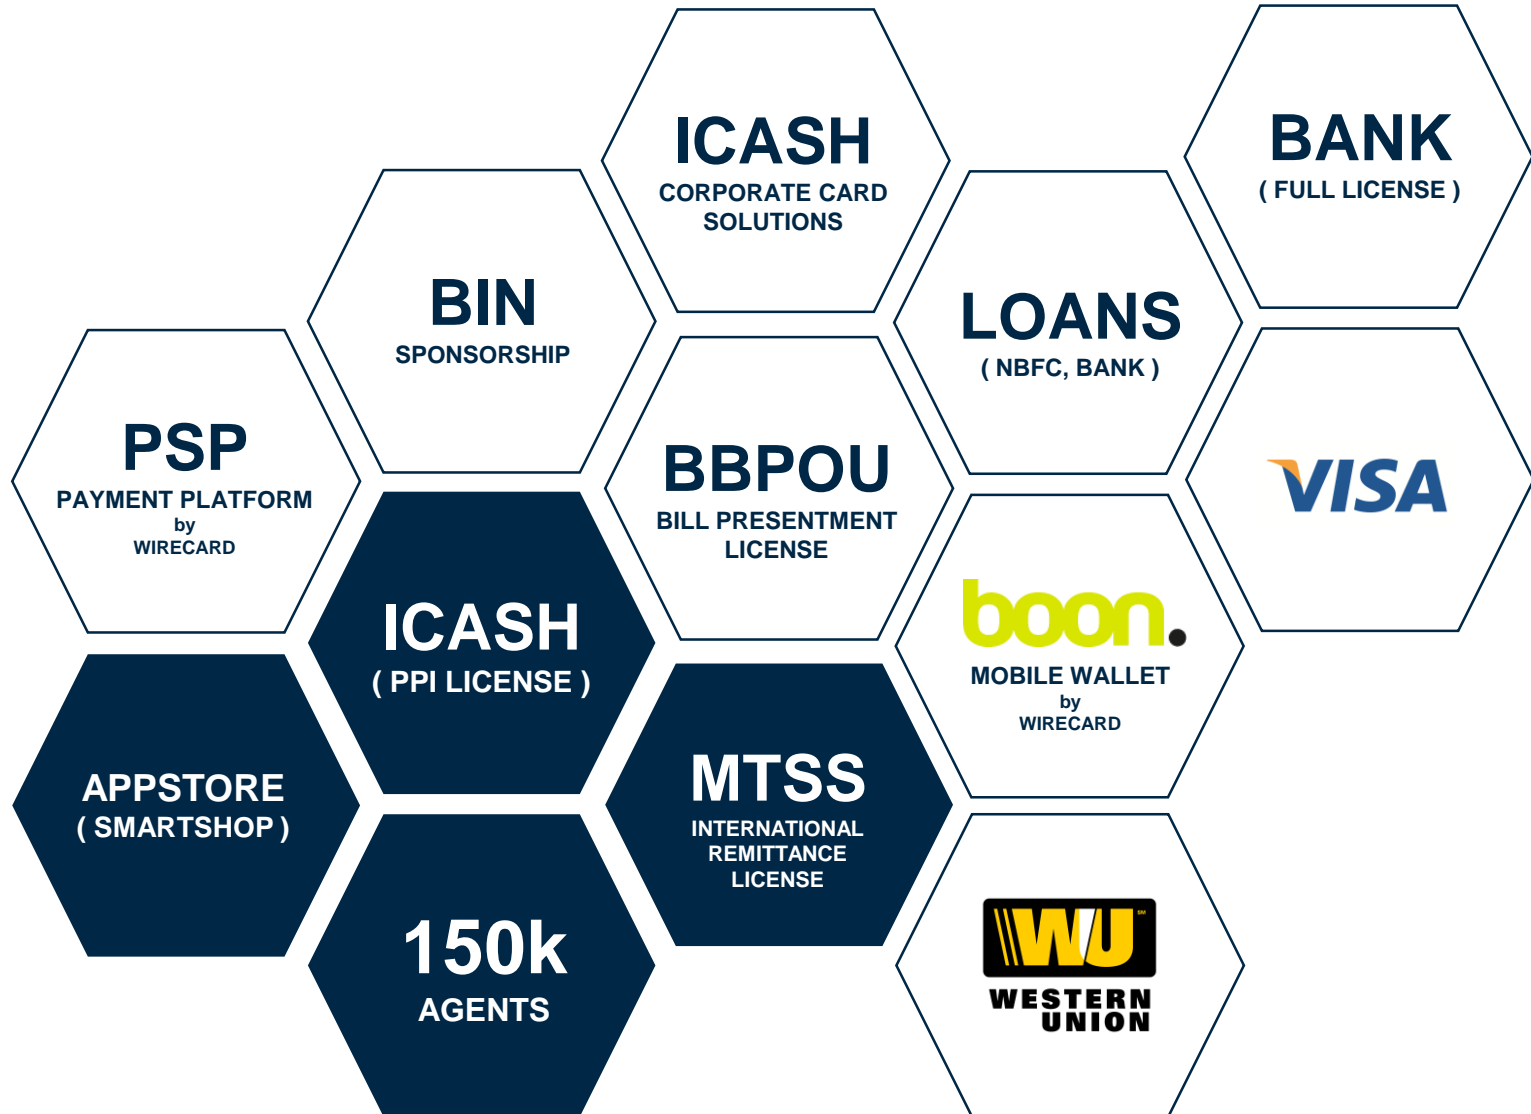 ICASH
CORPORATE CARD
SOLUTIONS
BANK
( FULL LICENSE )
BIN
SPONSORSHIP
LOANS
( NBFC, BANK )
PSP
PAYMENT PLATFORM
by
WIRECARD
BBPOU
BILL PRESENTMENT
LICENSE
VISA
ICASH
( PPI LICENSE )
boon.
MOBILE WALLET
by
WIRECARD
APPSTORE
( SMARTSHOP )
MTSS
INTERNATIONAL
REMITTANCE
LICENSE
150k
AGENTS
WU SM
WESTERN
UNION